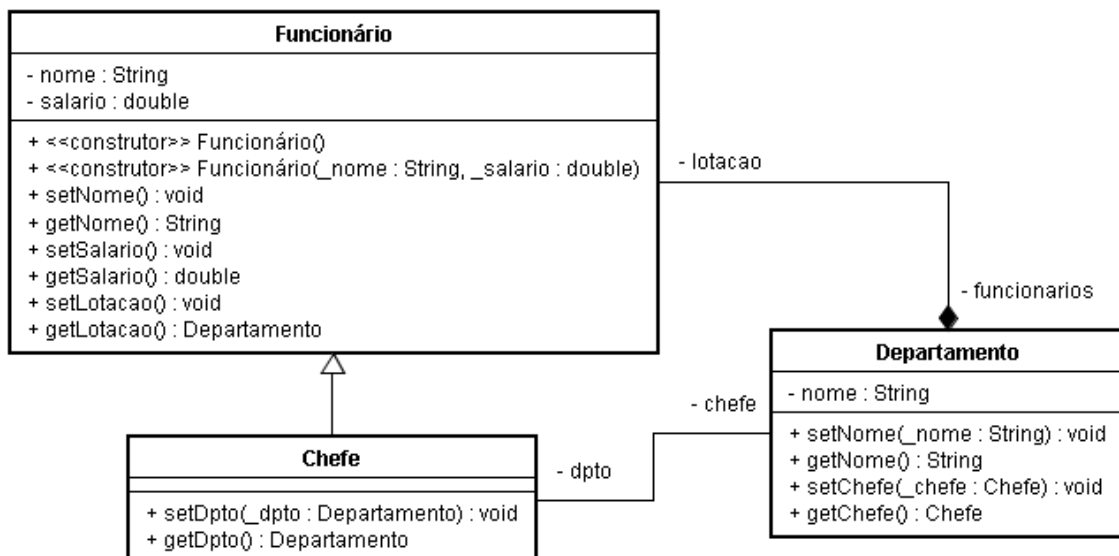 Funcionário
- nome : String
- salario : double
+ <<construtor>> Funcionário()
+ <<construtor>> Funcionário(_nome : String, _salario : double)
+ setNome() : void
+ getNome() : String
+ setSalario() : void
+ getSalario() : double
+ setLotacao() : void
+ getLotacao() : Departamento
- lotacao
- funcionarios
Departamento
- nome : String
+ setNome(_nome : String) : void
+ getNome() : String
+ setChefe(_chefe : Chefe) : void
+ getChefe() : Chefe
- chefe
- dpto
Chefe
+ setDpto(_dpto : Departamento) : void
+ getDpto() : Departamento